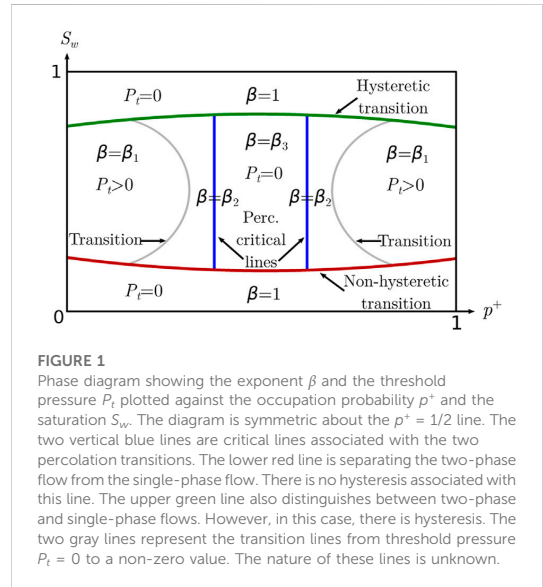 S_w
1
P_t=0
β=1
Hysteretic
transition
β=β_1
P_t>0
β=β_3
P_t=0
β=β_1
P_t>0
β=β_2
β=β_2
Perc.
critical
lines
Transition
Transition
Non-hysteretic
transition
P_t=0
β=1
0
1
p^+
FIGURE 1
Phase diagram showing the exponent β and the threshold
pressure P_t plotted against the occupation probability p^+ and the
saturation S_w. The diagram is symmetric about the p^+ = 1/2 line. The
two vertical blue lines are critical lines associated with the two
percolation transitions. The lower red line is separating the two-phase
flow from the single-phase flow. There is no hysteresis associated with
this line. The upper green line also distinguishes between two-phase
and single-phase flows. However, in this case, there is hysteresis. The
two gray lines represent the transition lines from threshold pressure
P_t = 0 to a non-zero value. The nature of these lines is unknown.